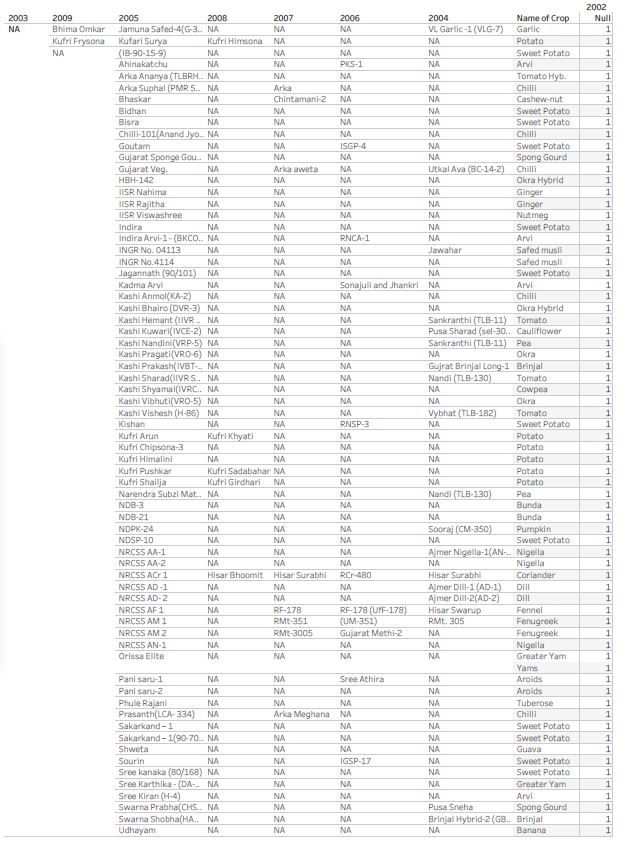 2002
2003 2009 2005 2008 2007 2006 2004 Name of Crop Null
NA Bhima Omkar Jamuna Safed-4(G-3.. NA NA NA VL Garlic -1 (VLG-7) Garlic 1
Kufri Frysona Kufari Surya Kufri Himsona NA NA NA Potato 1
NA (IB-90-15-9) NA NA NA NA Sweet Potato 1
Ahinakatchu NA NA PKS-1 NA Arvi 1
Arka Ananya (TLBRH.. NA NA NA NA Tomato Hyb. 1
Arka Suphal (PMR 5.. NA Arka NA NA Chilli 1
Bhaskar NA Chintamani-2 NA NA Cashew-nut 1
Bidhan NA NA NA NA Sweet Potato 1
Bisra NA NA NA NA Sweet Potato 1
Chilli-101(Anand Jyo.. NA NA NA NA Chilli 1
Goutam NA NA ISGP-4 NA Sweet Potato 1
Gujarat Sponge Gou.. NA NA NA NA Spong Gourd 1
Gujarat Veg. NA Arka aweta NA Utkal Ava (BC-14-2) Chilli 1
HBH-142 NA NA NA NA Okra Hybrid 1
IISR Nahima NA NA NA NA Ginger 1
IISR Rajitha NA NA NA NA Ginger 1
IISR Viswashree NA NA NA NA Nutmeg 1
Indira NA NA NA NA Sweet Potato 1
Indira Arvi-1 - (BKCO.. NA NA RNCA-1 NA Arvi 1
INGR No. 04113 NA NA NA Jawahar Safed musli 1
INGR No.4114 NA NA NA NA Safed musli 1
Jagannath (90/101) NA NA NA NA Sweet Potato 1
Kadma Arvi NA NA Sonajuli and Jhankri NA Arvi 1
Kashi Anmol(KA-2) NA NA NA NA Chilli 1
Kashi Bhairo (DVR-3) NA NA NA NA Okra Hybrid 1
Kashi Hemant (IIVR .. NA NA NA Sankranthi (TLB-11) Tomato 1
Kashi Kuwari(IVCE-2) NA NA NA Pusa Sharad (sel-30.. Cauliflower 1
Kashi Nandini(VRP-5) NA NA NA Sankranthi (TLB-11) Pea 1
Kashi Pragati(VRO-6) NA NA NA NA Okra 1
Kashi Prakash(IVBT-.. NA NA NA Gujrat Brinjal Long-1 Brinjal 1
Kashi Sharad(IIVR S.. NA NA NA Nandi (TLB-130) Tomato 1
Kashi Shyamal(IVRC.. NA NA NA NA Cowpea 1
Kashi Vibhuti(VRO-5) NA NA NA NA Okra 1
Kashi Vishesh (H-86) NA NA NA Vybhat (TLB-182) Tomato 1
Kishan NA NA RNSP-3 NA Sweet Potato 1
Kufri Arun Kufri Khyati NA NA NA Potato 1
Kufri Chipsona-3 NA NA NA NA Potato 1
Kufri Himalini NA NA NA NA Potato 1
Kufri Pushkar Kufri Sadabahar NA NA NA Potato 1
Kufri Shailja Kufri Girdhari NA NA NA Potato 1
Narendra Subzi Mat.. NA NA NA Nandi (TLB-130) Pea 1
NDB-3 NA NA NA NA Bunda 1
NDB-21 NA NA NA NA Bunda 1
NDPK-24 NA NA NA Sooraj (CM-350) Pumpkin 1
NDSP-10 NA NA NA NA Sweet Potato 1
NRCSS AA-1 NA NA NA Ajmer Nigella-1(AN-.. Nigella 1
NRCSS AA-2 NA NA NA NA Nigella 1
NRCSS ACr 1 Hisar Bhoomit Hisar Surabhi RCr-480 Hisar Surabhi Coriander 1
NRCSS AD -1 NA NA NA Ajmer Dill-1 (AD-1) Dill 1
NRCSS AD- 2 NA NA NA Ajmer Dill-2(AD-2) Dill 1
NRCSS AF 1 NA RF-178 RF-178 (UfF-178) Hisar Swarup Fennel 1
NRCSS AM 1 NA RMt-351 (UM-351) RMt. 305 Fenugreek 1
NRCSS AM 2 NA RMt-3005 Gujarat Methi-2 NA Fenugreek 1
NRCSS AN-1 NA NA NA NA Nigella 1
Orissa Elite NA NA NA NA Greater Yam 1
Yams 1
Pani saru-1 NA NA Sree Athira NA Aroids 1
Pani saru-2 NA NA NA NA Aroids 1
Phule Rajani NA NA NA NA Tuberose 1
Prasanth(LCA- 334) NA Arka Meghana NA NA Chilli 1
Sakarkand – 1 NA NA NA NA Sweet Potato 1
Sakarkand – 1(90-70.. NA NA NA NA Sweet Potato 1
Shweta NA NA NA NA Guava 1
Sourin NA NA IGSP-17 NA Sweet Potato 1
Sree kanaka (80/168) NA NA NA NA Sweet Potato 1
Sree Karthika - (DA-.. NA NA NA NA Greater Yam 1
Sree Kiran (H-4) NA NA NA NA Arvi 1
Swarna Prabha(CHS.. NA NA NA Pusa Sneha Spong Gourd 1
Swarna Shobha(HA.. NA NA NA Brinjal Hybrid-2 (GB.. Brinjal 1
Udhayam NA NA NA NA Banana 1